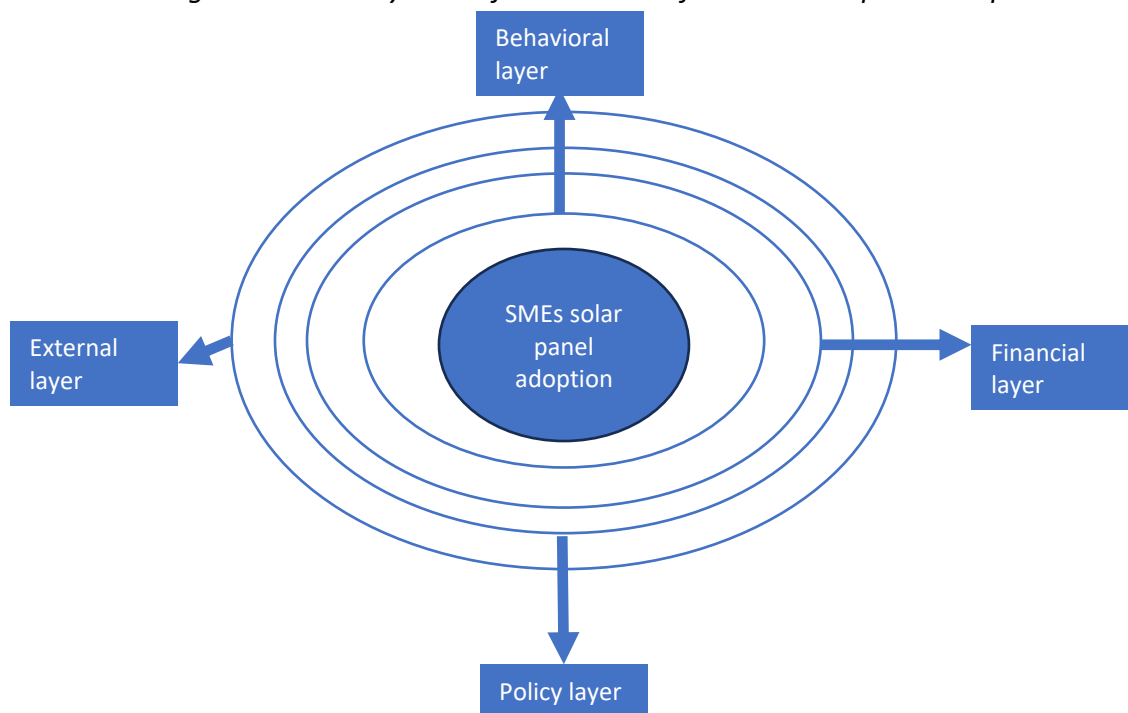 Behavioral
layer
SMEs solar
panel
adoption
External
layer
Financial
layer
Policy layer